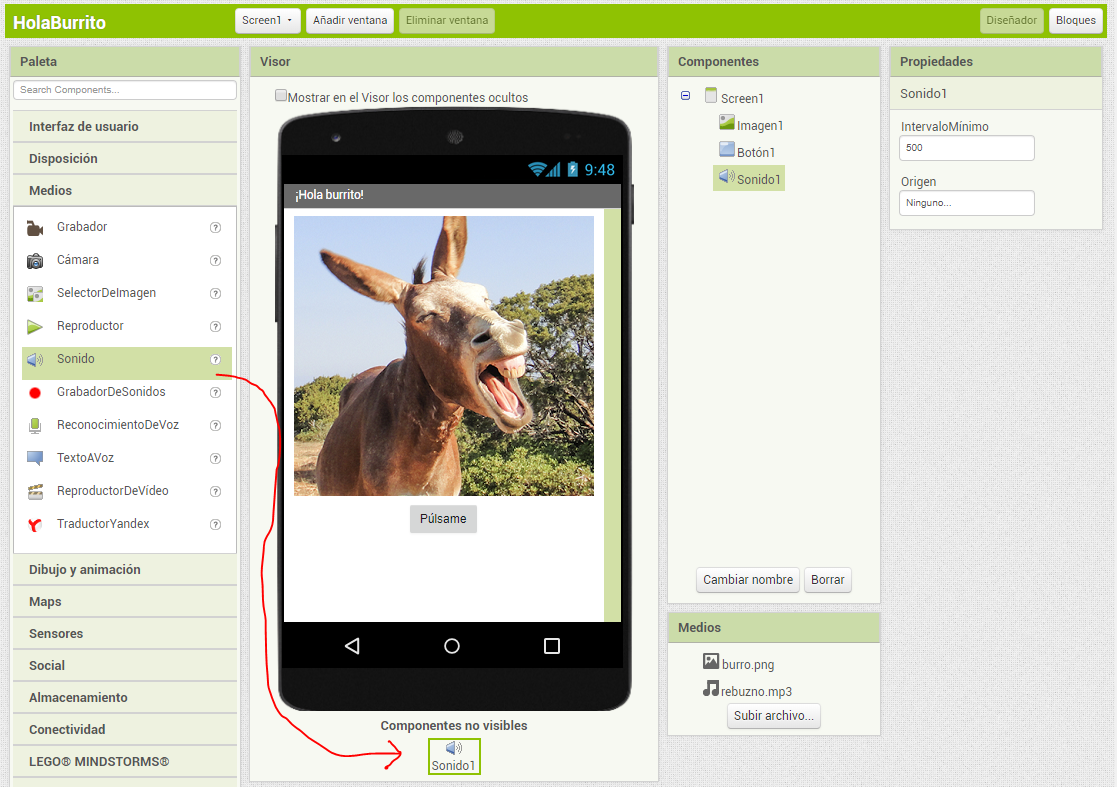 HolaBurrito
Screen1
Añadir ventana
Eliminar ventana
Diseñador
Bloques
Paleta
Search Components...
Interfaz de usuario
Disposición
Medios
Grabador
Cámara
SelectorDeImagen
Reproductor
Sonido
GrabadorDeSonidos
ReconocimientoDeVoz
TextoAVoz
ReproductorDeVídeo
TraductorYandex
Dibujo y animación
Maps
Sensores
Social
Almacenamiento
Conectividad
LEGO® MINDSTORMS®
Visor
Mostrar en el Visor los componentes ocultos
9:48
¡Hola burrito!
Púlsame
Componentes no visibles
Sonido1
Componentes
Screen1
Imagen1
Botón1
Sonido1
Cambiar nombre
Borrar
Medios
burro.png
rebuzno.mp3
Subir archivo...
Propiedades
Sonido1
IntervaloMínimo
500
Origen
Ninguno...